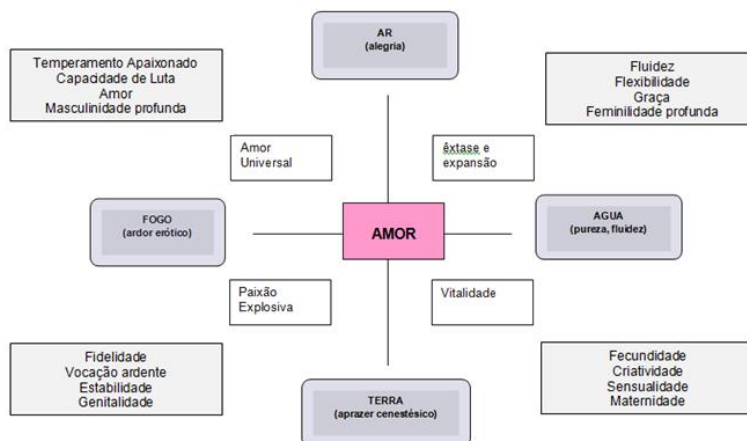 AR
(alegria)
Temperamento Apaixonado
Capacidade de Luta
Amor
Masculinidade profunda
Fluidez
Flexibilidade
Graça
Feminilidade profunda
Amor
Universal
êxtase e
expansão
FOGO
(ardor erótico)
AMOR
AGUA
(pureza, fluidez)
Paixão
Explosiva
Vitalidade
Fidelidade
Vocação ardente
Estabilidade
Genitalidade
Fecundidade
Criatividade
Sensualidade
Maternidade
TERRA
(aprazer cenestésico)